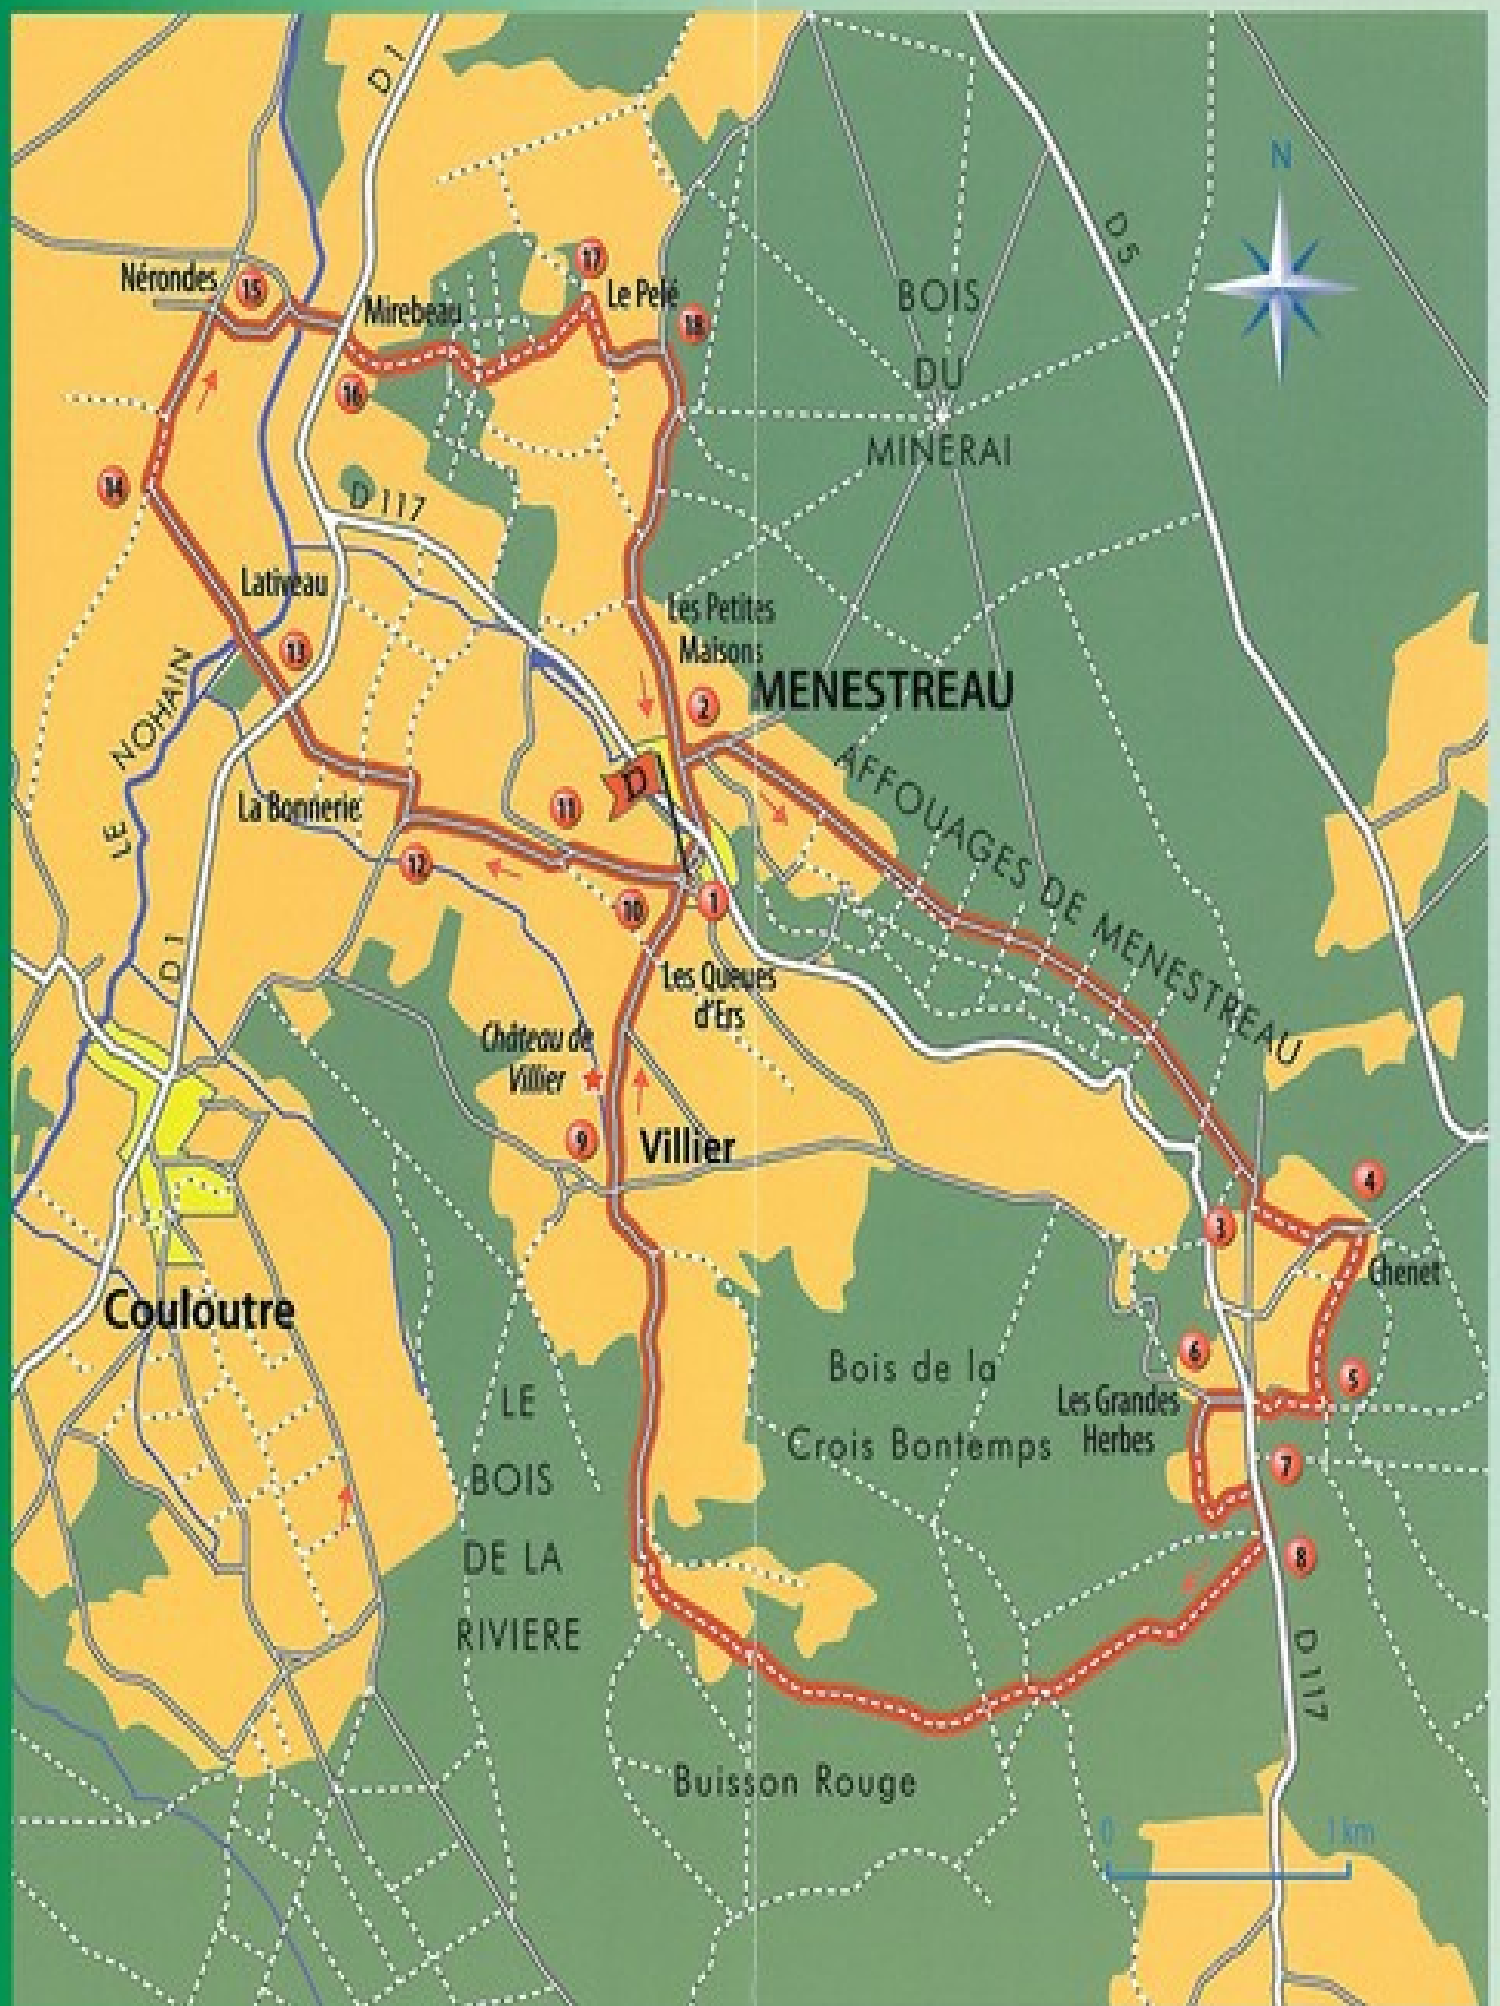 D 1
N
D 5
17
Nérondes
15
Le Pelé
Mirebeau
18
BOIS
DU
MINERAI
16
14
D 117
Lativeau
Les Petites
Maisons
13
2
MENESTREAU
LE NOHAIN
D
La Bonnerie
11
AFFOUAGES DE MENESTREAU
12
10
1
D 1
Les Queues
d'Ers
Château de
Villier
9
Villier
4
3
Chenet
Couloutre
6
Bois de la
Crois Bontemps
5
Les Grandes
Herbes
7
LE
BOIS
DE LA
RIVIERE
8
D 117
Buisson Rouge
0
1 km